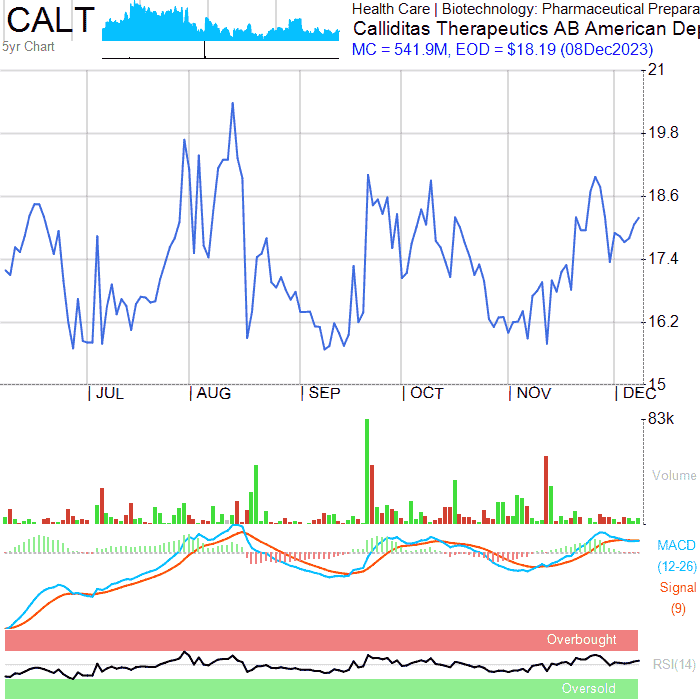 CALT
5yr Chart
Health Care | Biotechnology: Pharmaceutical Prepara
Calliditas Therapeutics AB American Dep
MC = 541.9M, EOD = $18.19 (08Dec2023)
21
19.8
18.6
17.4
16.2
15
JUL
AUG
SEP
OCT
NOV
DEC
83k
Volume
MACD
(12-26)
Signal
(9)
Overbought
RSI(14)
Oversold